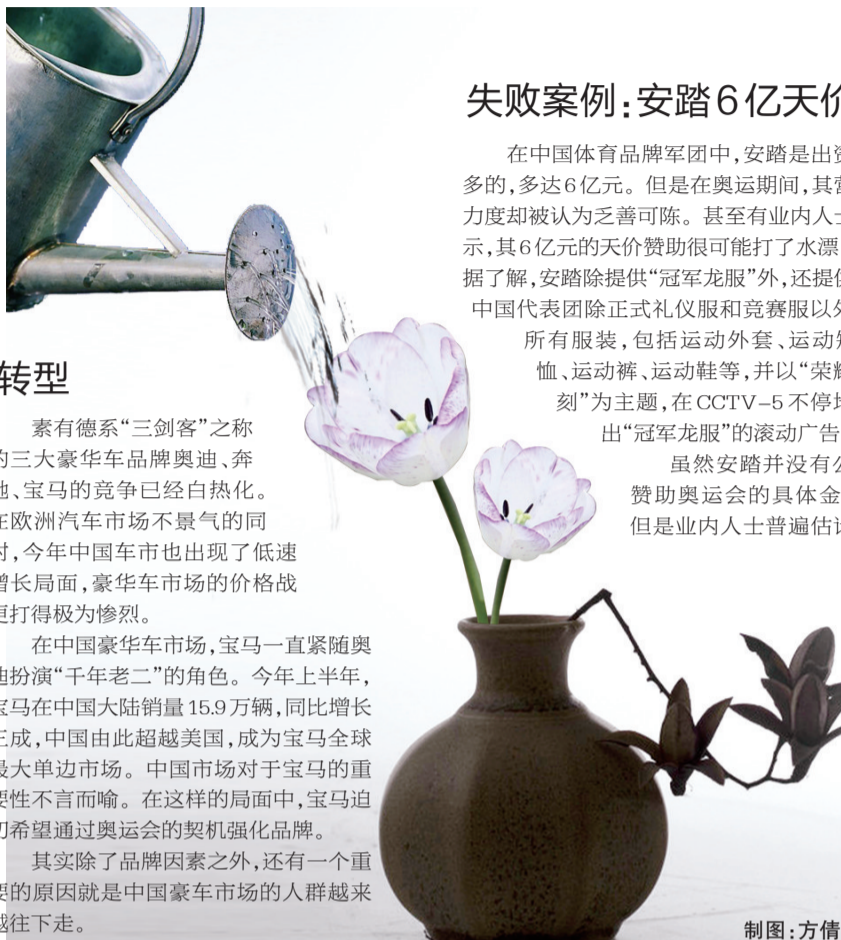 转型
素有德系“三剑客”之称
的三大豪华车品牌奥迪、奔
驰、宝马的竞争已经白热化。
在欧洲汽车市场不景气的同
时,今年中国车市也出现了低速
增长局面,豪华车市场的价格战
更打得极为惨烈。
在中国豪华车市场,宝马一直紧随奥
迪扮演“千年老二”的角色。今年上半年,
宝马在中国大陆销量15.9万辆,同比增长
三成,中国由此超越美国,成为宝马全球
最大单边市场。中国市场对于宝马的重
要性不言而喻。在这样的局面中,宝马迫
切希望通过奥运会的契机强化品牌。
其实除了品牌因素之外,还有一个重
要的原因就是中国豪车市场的人群越来
越往下走。
失败案例:安踏6亿天价
在中国体育品牌军团中,安踏是出资
多的,多达6亿元。但是在奥运期间,其营
力度却被认为乏善可陈。甚至有业内人士
示,其6亿元的天价赞助很可能打了水漂
据了解,安踏除提供“冠军龙服”外,还提供
中国代表团除正式礼仪服和竞赛服以外
所有服装,包括运动外套、运动短
恤、运动裤、运动鞋等,并以“荣耀
刻”为主题,在CCTV-5不停地
出“冠军龙服”的滚动广告
虽然安踏并没有公
赞助奥运会的具体金
但是业内人士普遍估计
制图:方倩